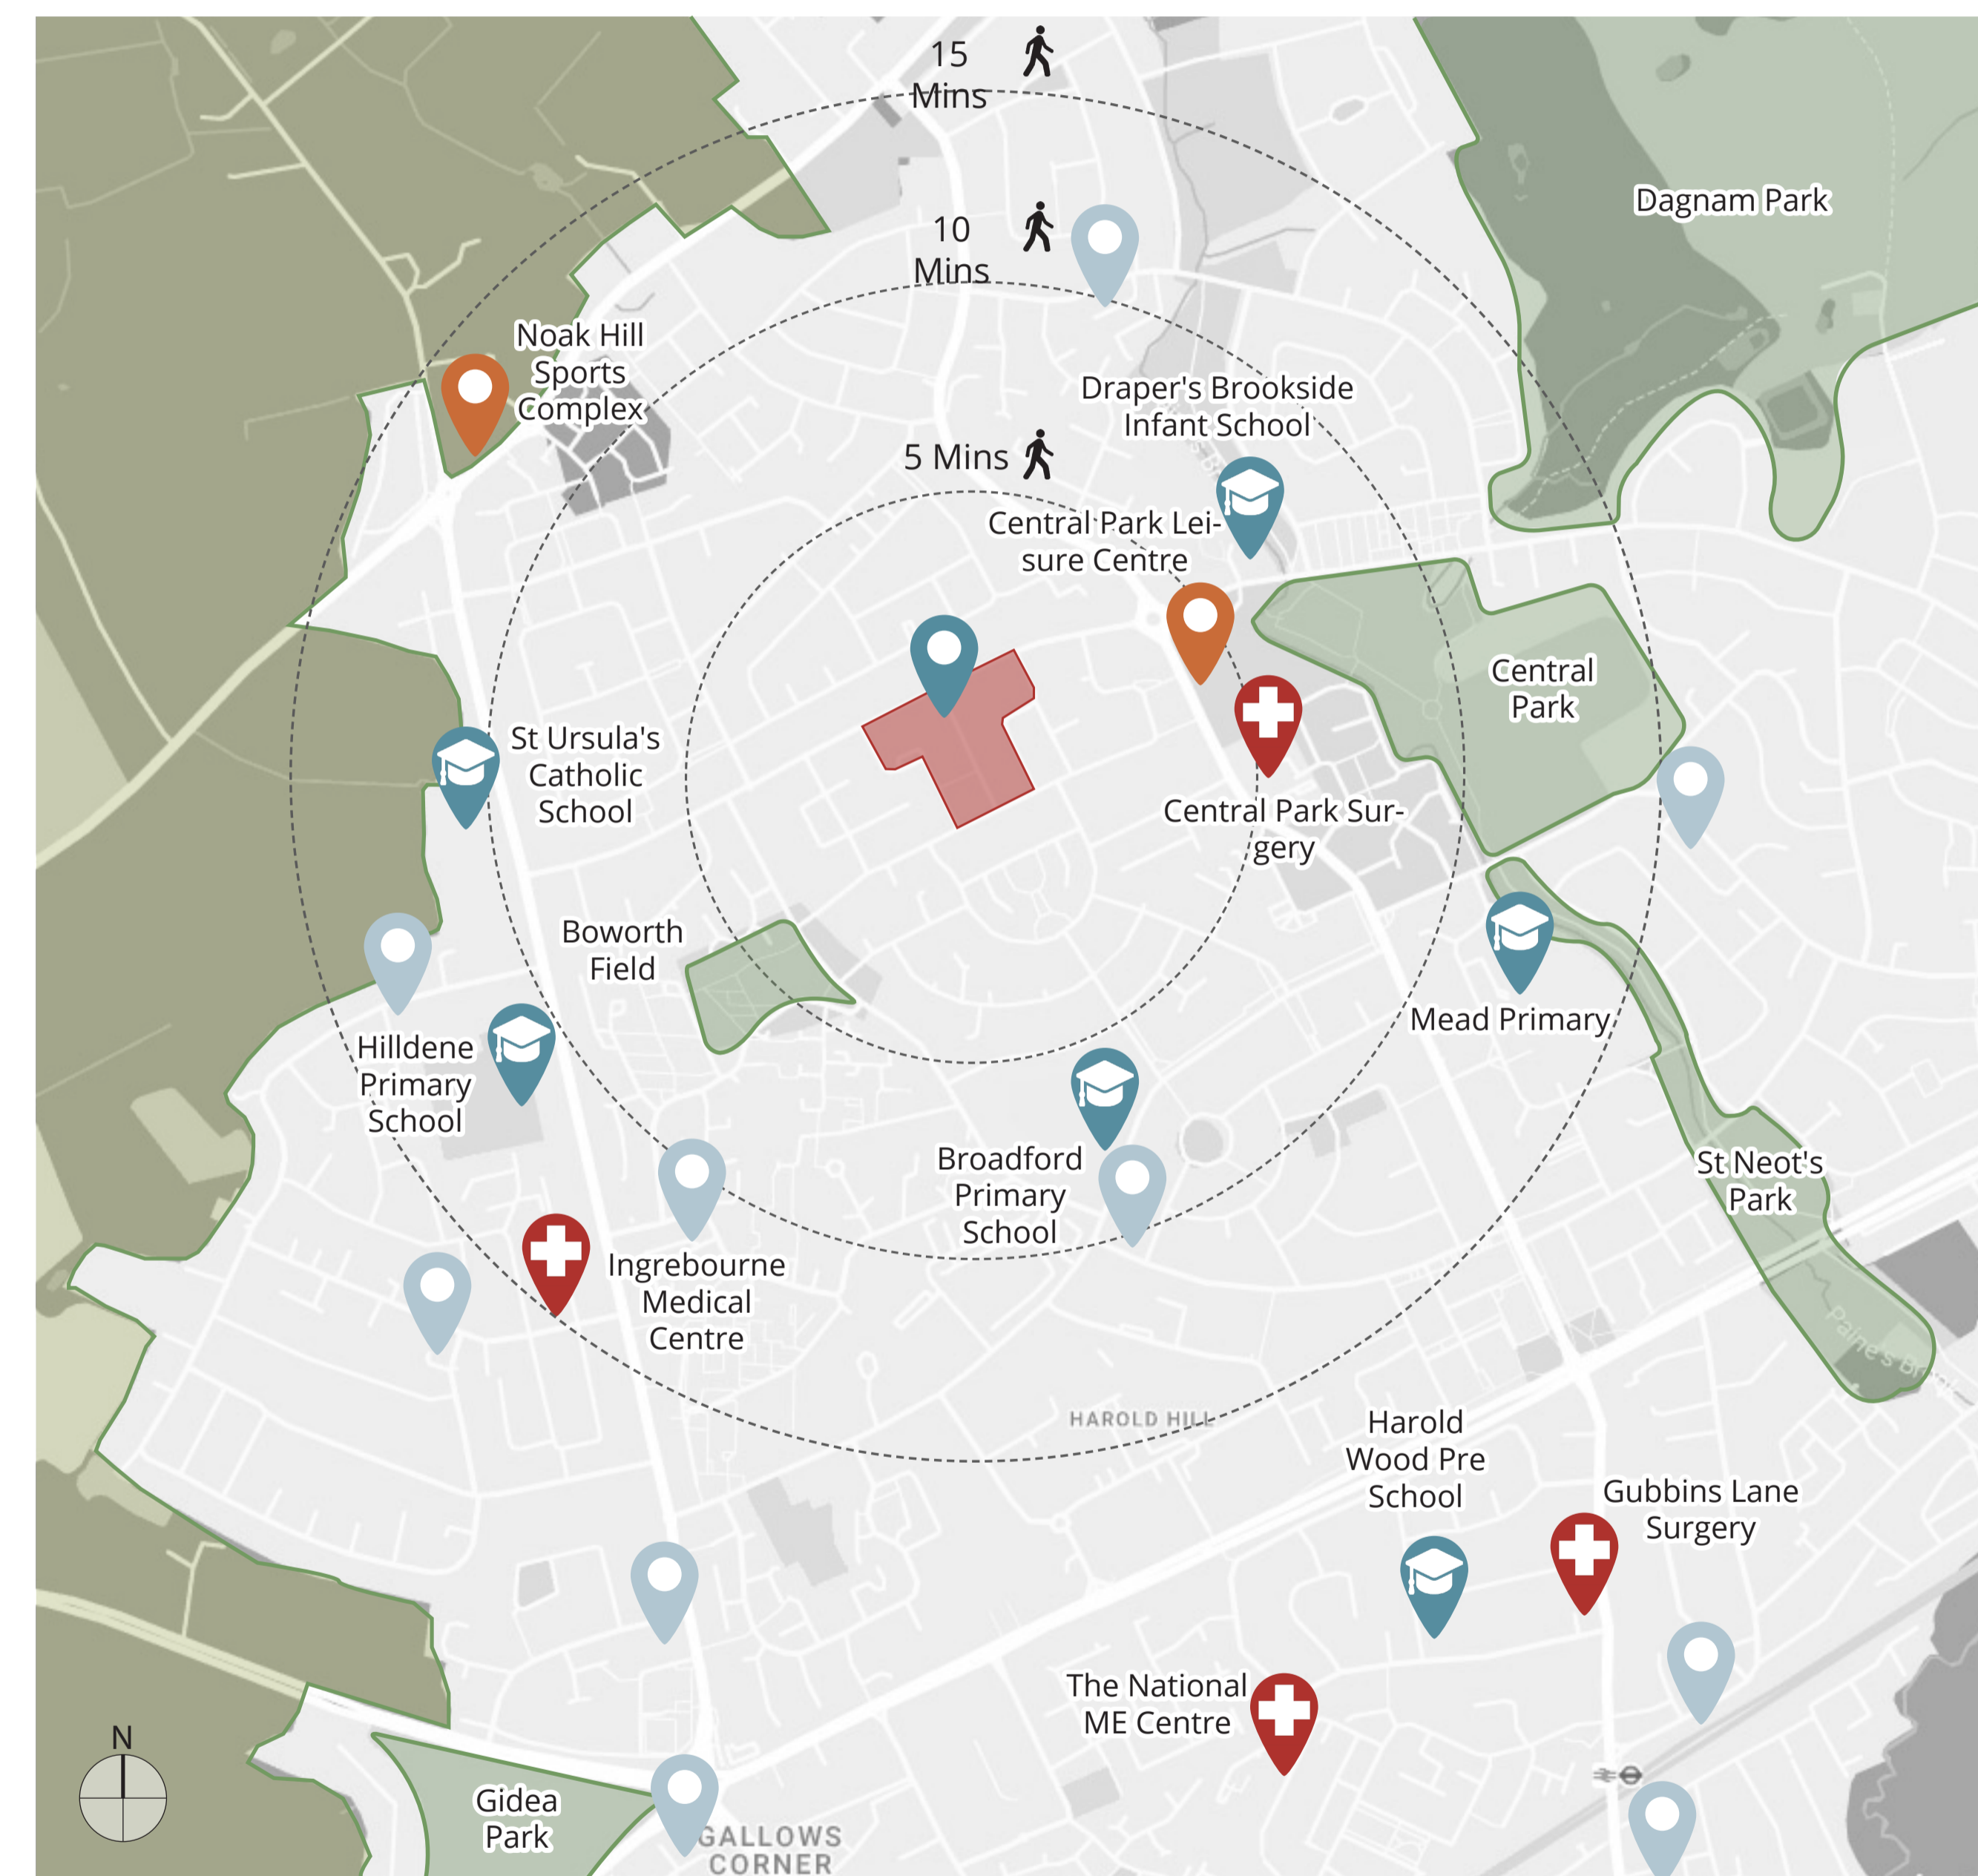 15
Mins
10
Mins
Dagnam Park
Noak Hill
Sports
Complex
Draper's Brookside
Infant School
5 Mins
Central Park Lei-
sure Centre
Central
Park
St Ursula's
Catholic
School
Central Park Sur-
gery
Boworth
Field
Mead Primary
Hilldene
Primary
School
Broadford
Primary
School
St Neot's
Park
Ingrebourne
Medical
Centre
HAROLD HILL
Harold
Wood Pre
School
Gubbins Lane
Surgery
The National
ME Centre
N
Gidea
Park
GALLOWS
CORNER